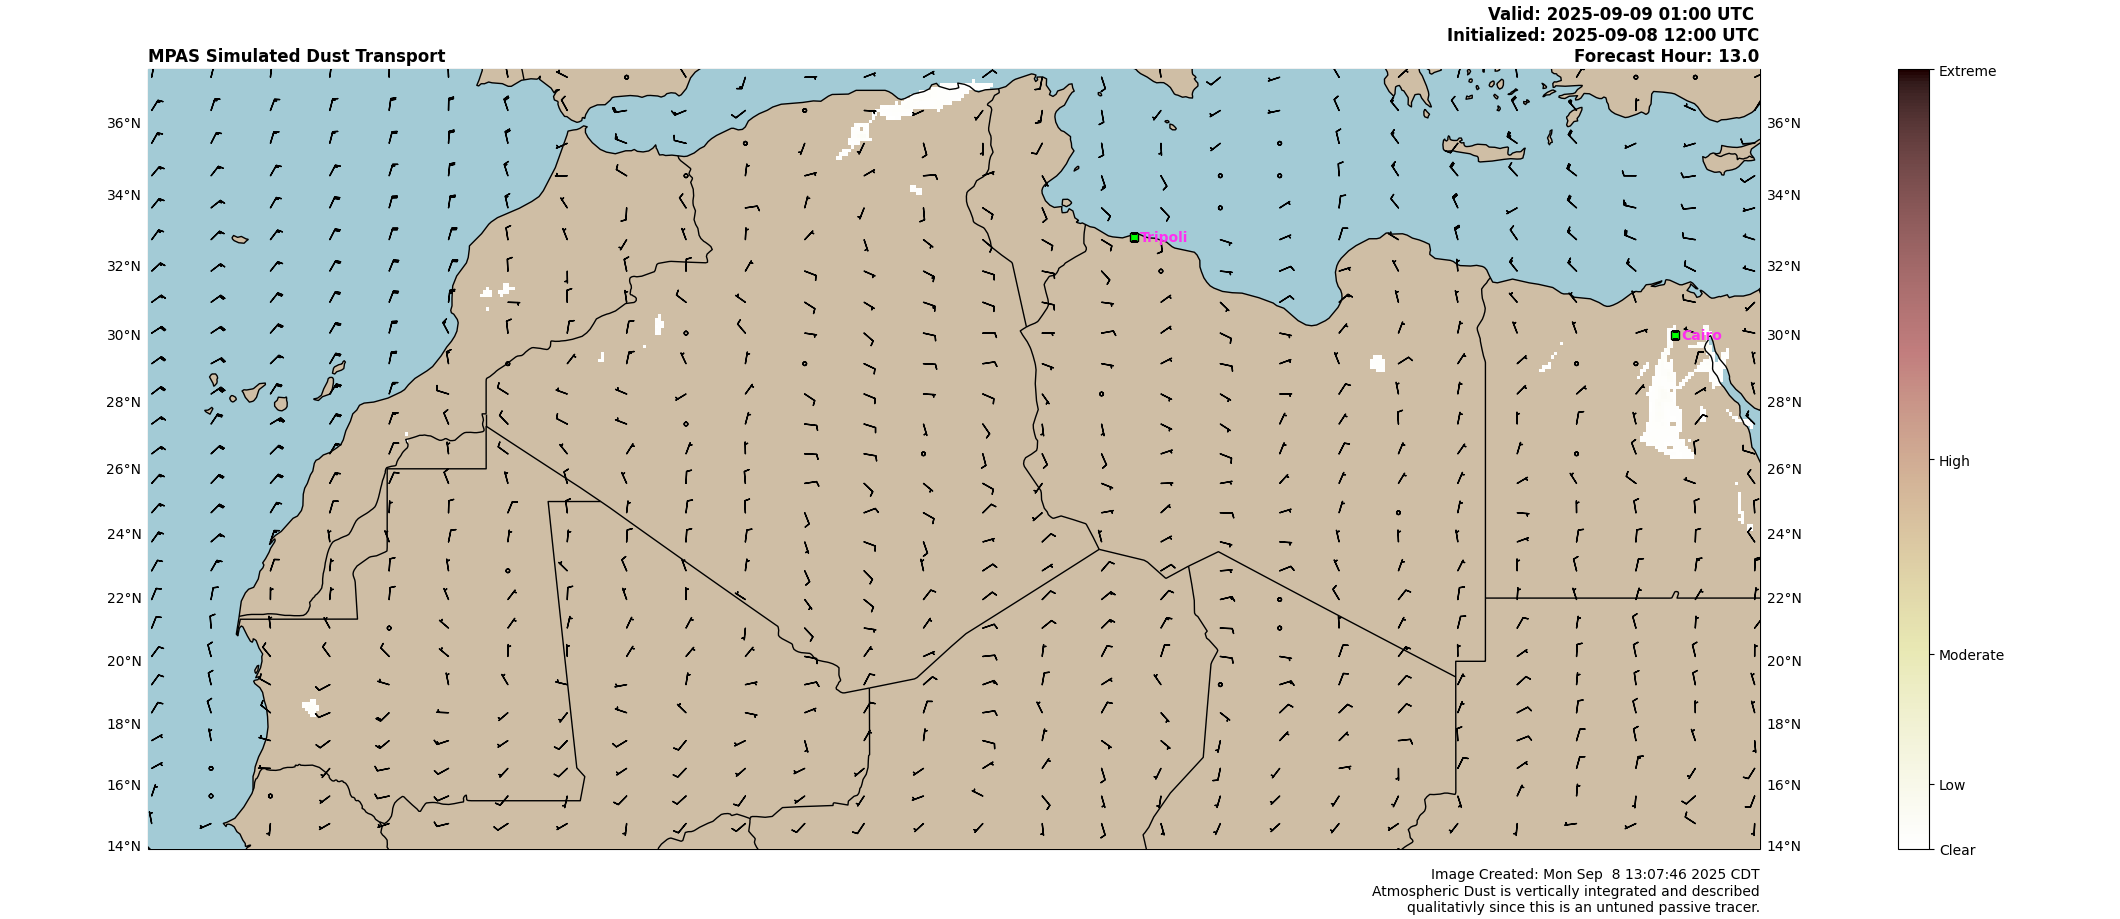 Valid: 2025-09-09 01:00 UTC
Initialized: 2025-09-08 12:00 UTC
MPAS Simulated Dust Transport
Forecast Hour: 13.0
Extreme
36°N
36°N
34°N
34°N
Tripoli
32°N
32°N
30°N
Cairo
30°N
28°N
28°N
26°N
26°N
High
24°N
24°N
22°N
22°N
20°N
20°N
Moderate
18°N
18°N
16°N
16°N
Low
14°N
14°N
Clear
Image Created: Mon Sep  8 13:07:46 2025 CDT
Atmospheric Dust is vertically integrated and described
qualitativly since this is an untuned passive tracer.